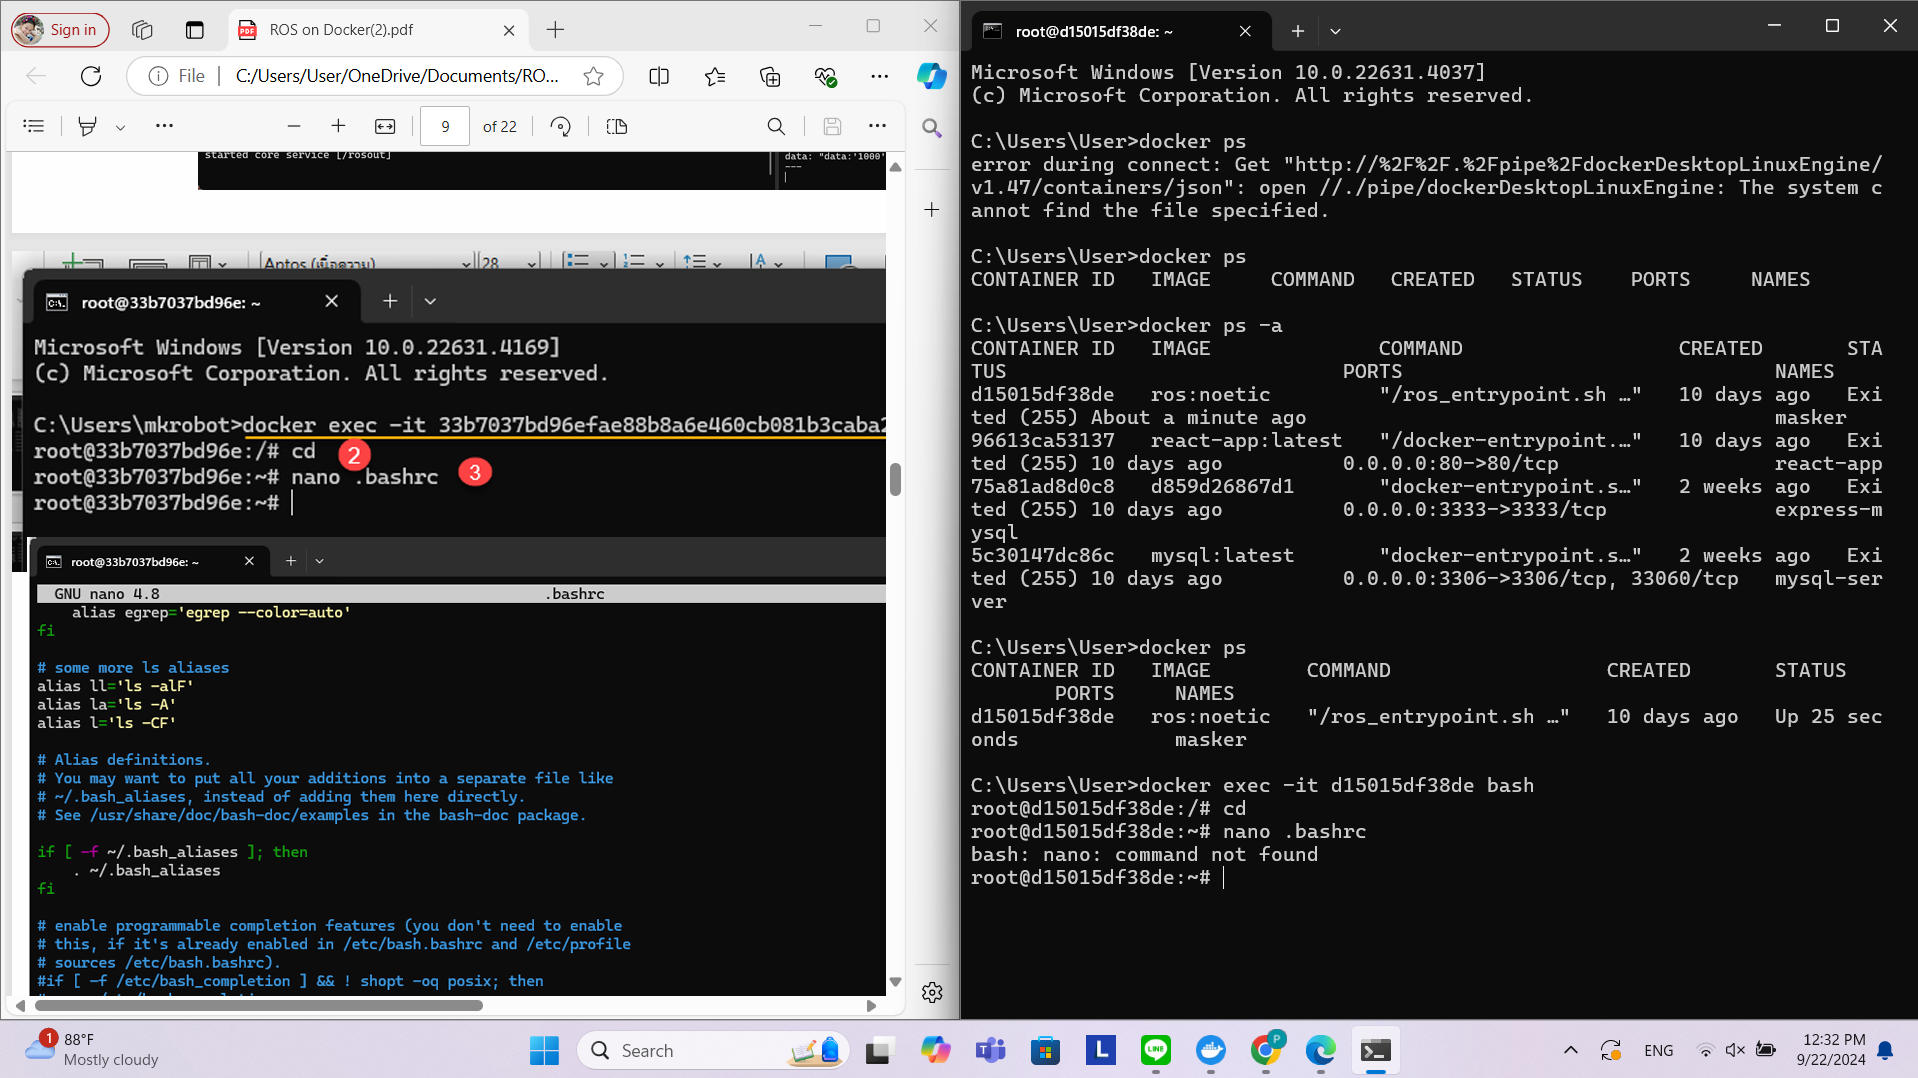 Sign in
ROS on Docker(2).pdf
File
C:/Users/User/OneDrive/Documents/RO...
9
of 22
started core service [/rosout]
data: "data:'1000'
---
Aptos (เนื้อความ)
28
root@33b7037bd96e: ~
Microsoft Windows [Version 10.0.22631.4169]
(c) Microsoft Corporation. All rights reserved.
C:\Users\mkrobot>docker exec -it 33b7037bd96efae88b8a6e460cb081b3caba2
root@33b7037bd96e:/# cd
2
root@33b7037bd96e:~# nano .bashrc
3
root@33b7037bd96e:~#
root@33b7037bd96e: ~
GNU nano 4.8 .bashrc
alias egrep='egrep --color=auto'
fi
# some more ls aliases
alias ll='ls -alF'
alias la='ls -A'
alias l='ls -CF'
# Alias definitions.
# You may want to put all your additions into a separate file like
# ~/.bash_aliases, instead of adding them here directly.
# See /usr/share/doc/bash-doc/examples in the bash-doc package.
if [ -f ~/.bash_aliases ]; then
. ~/.bash_aliases
fi
# enable programmable completion features (you don't need to enable
# this, if it's already enabled in /etc/bash.bashrc and /etc/profile
# sources /etc/bash.bashrc).
#if [ -f /etc/bash_completion ] && ! shopt -oq posix; then
root@d15015df38de: ~
Microsoft Windows [Version 10.0.22631.4037]
(c) Microsoft Corporation. All rights reserved.
C:\Users\User>docker ps
error during connect: Get "http://%2F%2F.%2Fpipe%2FdockerDesktopLinuxEngine/
v1.47/containers/json": open //./pipe/dockerDesktopLinuxEngine: The system c
annot find the file specified.
C:\Users\User>docker ps
CONTAINER ID IMAGE COMMAND CREATED STATUS PORTS NAMES
C:\Users\User>docker ps -a
CONTAINER ID IMAGE COMMAND CREATED STA
TUS PORTS NAMES
d15015df38de ros:noetic "/ros_entrypoint.sh …" 10 days ago Exi
ted (255) About a minute ago masker
96613ca53137 react-app:latest "/docker-entrypoint.…" 10 days ago Exi
ted (255) 10 days ago 0.0.0.0:80->80/tcp react-app
75a81ad8d0c8 d859d26867d1 "docker-entrypoint.s…" 2 weeks ago Exi
ted (255) 10 days ago 0.0.0.0:3333->3333/tcp express-m
ysql
5c30147dc86c mysql:latest "docker-entrypoint.s…" 2 weeks ago Exi
ted (255) 10 days ago 0.0.0.0:3306->3306/tcp, 33060/tcp mysql-ser
ver
C:\Users\User>docker ps
CONTAINER ID IMAGE COMMAND CREATED STATUS
PORTS NAMES
d15015df38de ros:noetic "/ros_entrypoint.sh …" 10 days ago Up 25 sec
onds masker
C:\Users\User>docker exec -it d15015df38de bash
root@d15015df38de:/# cd
root@d15015df38de:~# nano .bashrc
bash: nano: command not found
root@d15015df38de:~#
1
88°F
Mostly cloudy
Search
ENG
12:32 PM
9/22/2024